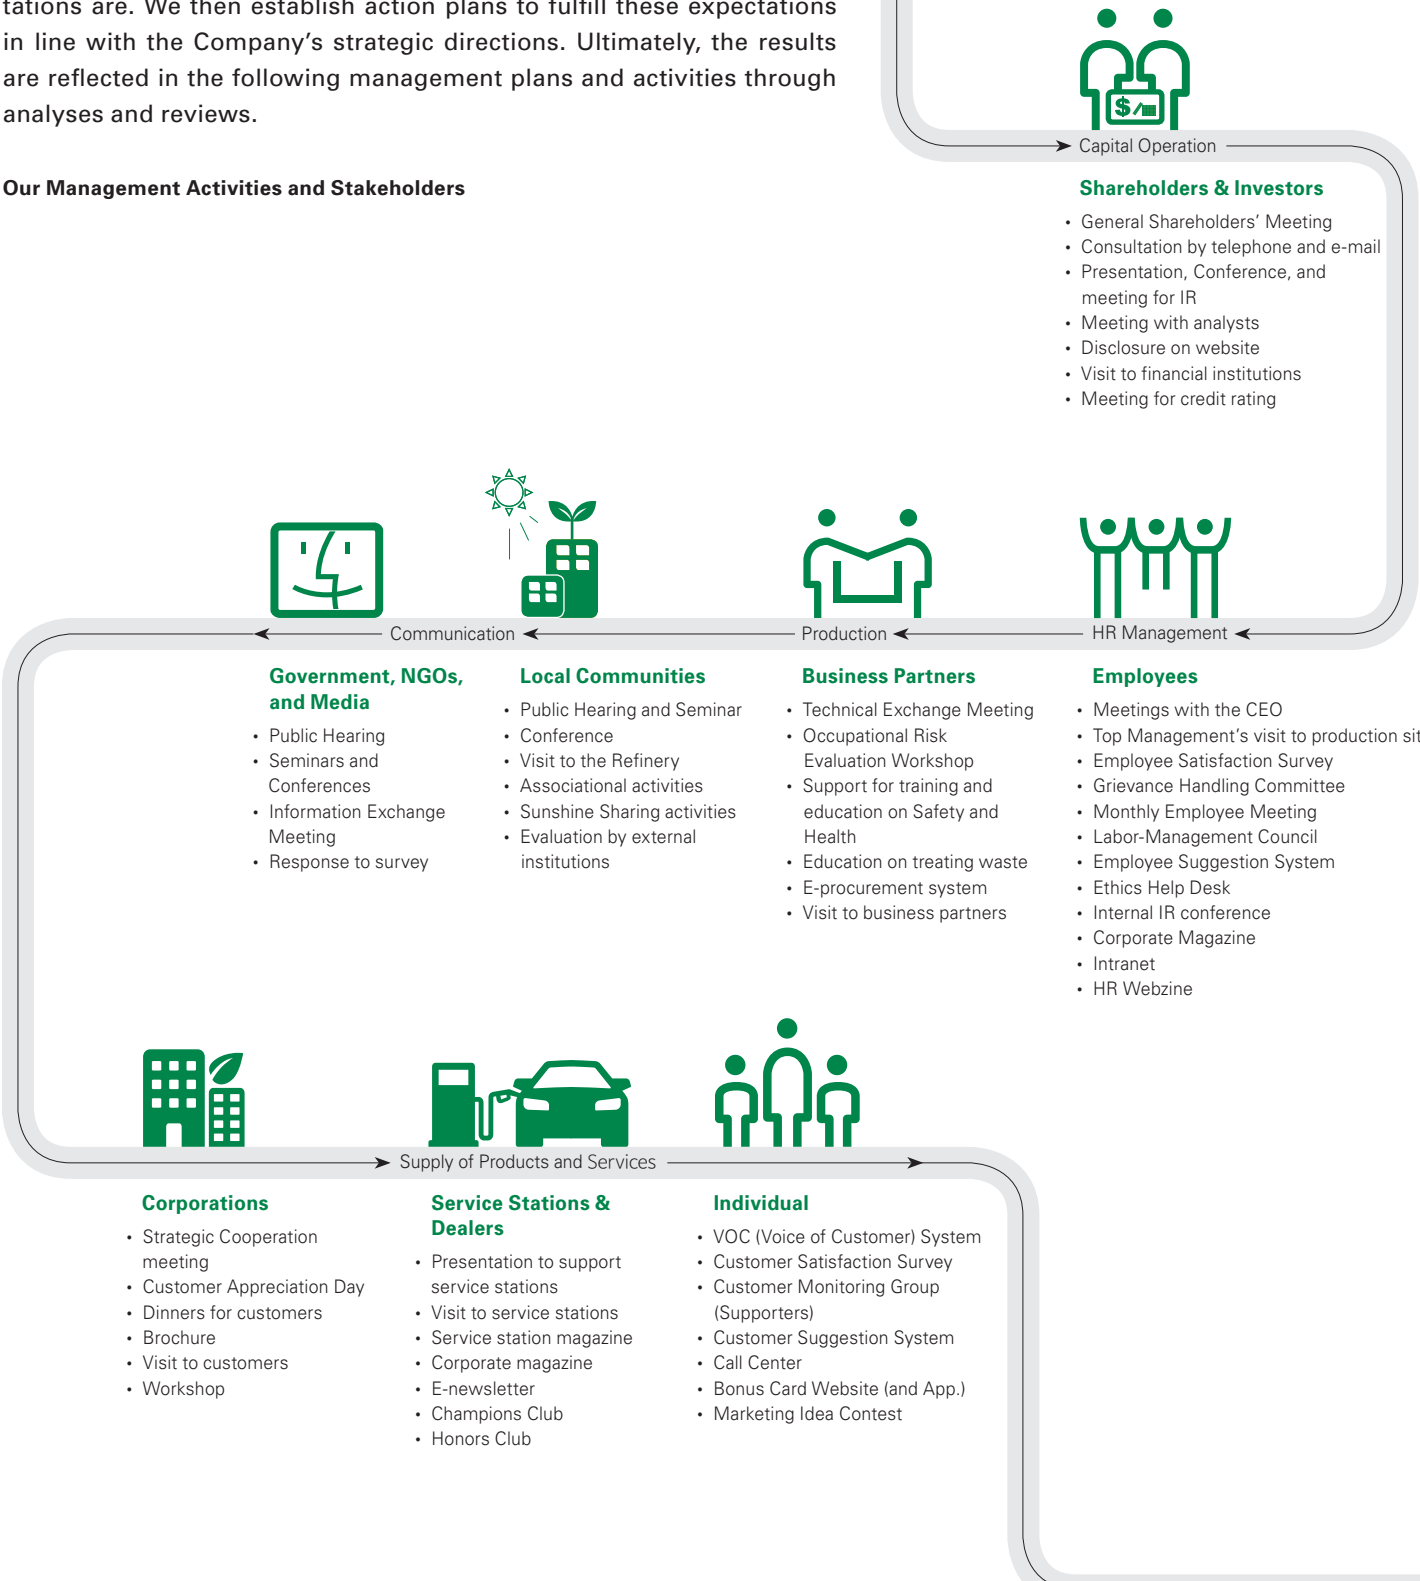 tations are. We then establish action plans to fulfill these expectations
in line with the Company's strategic directions. Ultimately, the results
are reflected in the following management plans and activities through
analyses and reviews.
Our Management Activities and Stakeholders
$
Capital Operation
Shareholders & Investors
• General Shareholders' Meeting
• Consultation by telephone and e-mail
• Presentation, Conference, and
meeting for IR
• Meeting with analysts
• Disclosure on website
• Visit to financial institutions
• Meeting for credit rating
Communication
Production
HR Management
Government, NGOs,
and Media
• Public Hearing
• Seminars and
Conferences
• Information Exchange
Meeting
• Response to survey
Local Communities
• Public Hearing and Seminar
• Conference
• Visit to the Refinery
• Associational activities
• Sunshine Sharing activities
• Evaluation by external
institutions
Business Partners
• Technical Exchange Meeting
• Occupational Risk
Evaluation Workshop
• Support for training and
education on Safety and
Health
• Education on treating waste
• E-procurement system
• Visit to business partners
Employees
• Meetings with the CEO
• Top Management's visit to production sit
• Employee Satisfaction Survey
• Grievance Handling Committee
• Monthly Employee Meeting
• Labor-Management Council
• Employee Suggestion System
• Ethics Help Desk
• Internal IR conference
• Corporate Magazine
• Intranet
• HR Webzine
Supply of Products and Services
Corporations
• Strategic Cooperation
meeting
• Customer Appreciation Day
• Dinners for customers
• Brochure
• Visit to customers
• Workshop
Service Stations &
Dealers
• Presentation to support
service stations
• Visit to service stations
• Service station magazine
• Corporate magazine
• E-newsletter
• Champions Club
• Honors Club
Individual
• VOC (Voice of Customer) System
• Customer Satisfaction Survey
• Customer Monitoring Group
(Supporters)
• Customer Suggestion System
• Call Center
• Bonus Card Website (and App.)
• Marketing Idea Contest